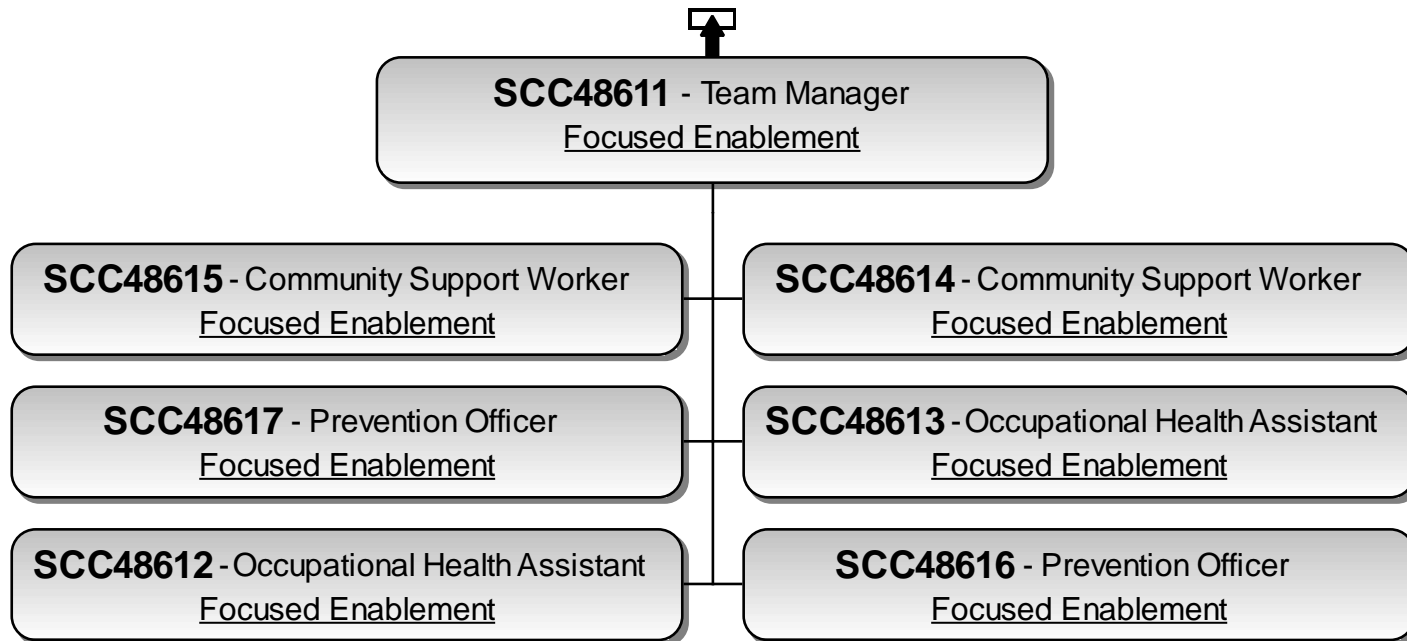 SCC48611 - Team Manager
Focused Enablement
SCC48615 - Community Support Worker
Focused Enablement
SCC48614 - Community Support Worker
Focused Enablement
SCC48617 - Prevention Officer
Focused Enablement
SCC48613 - Occupational Health Assistant
Focused Enablement
SCC48612 - Occupational Health Assistant
Focused Enablement
SCC48616 - Prevention Officer
Focused Enablement